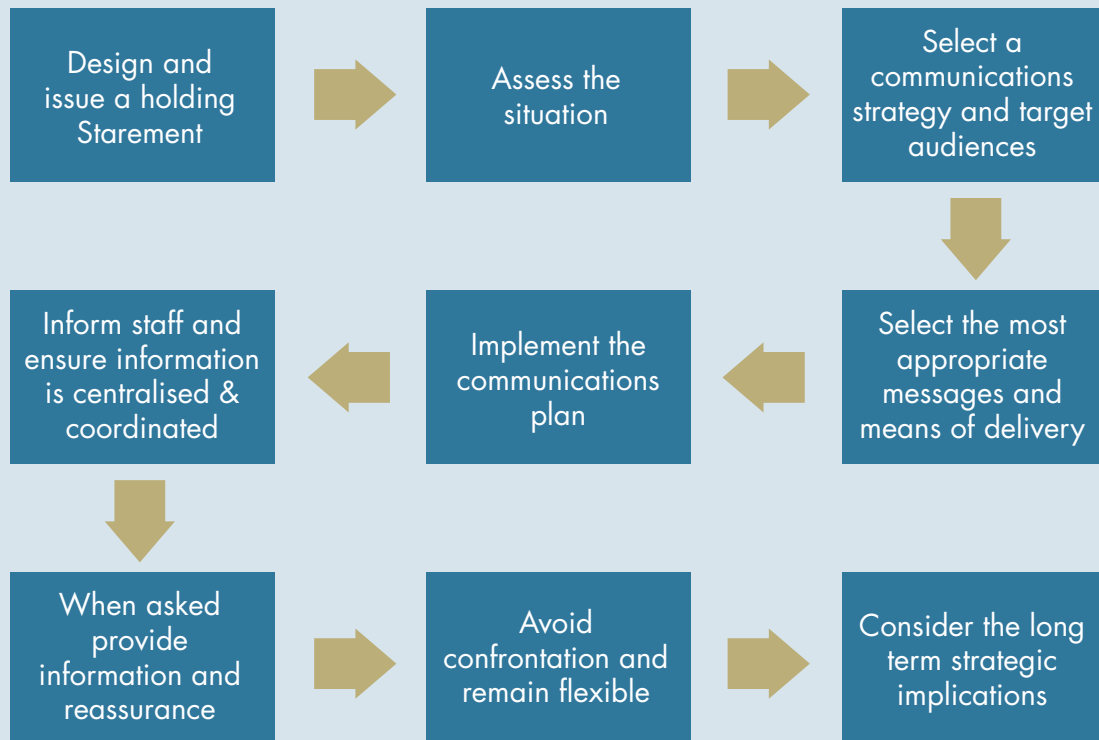 Design and
issue a holding
Starement
Assess the
situation
Select a
communications
strategy and target
audiences
Select the most
appropriate
messages and
means of delivery
Implement the
communications
plan
Inform staff and
ensure information
is centralised &
coordinated
When asked
provide
information and
reassurance
Avoid
confrontation and
remain flexible
Consider the long
term strategic
implications